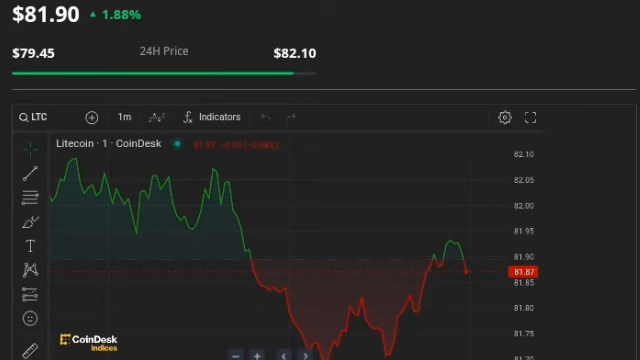 $81.90 ▲ 1.88%
$79.45 24H Price $82.10
LTC 1m Indicators
Litecoin · 1 · CoinDesk 81.87 −0.03 (−0.04%)
82.10
82.05
82.00
81.95
81.90
81.87
81.85
81.80
81.75
81.70
T
CoinDesk
Indices